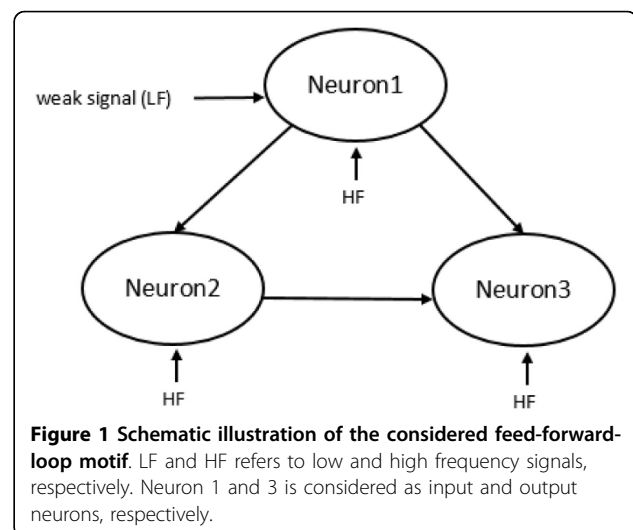 Neuron1
weak signal (LF)
HF
Neuron2
Neuron3
HF
HF
Figure 1 Schematic illustration of the considered feed-forward-
loop motif. LF and HF refers to low and high frequency signals,
respectively. Neuron 1 and 3 is considered as input and output
neurons, respectively.